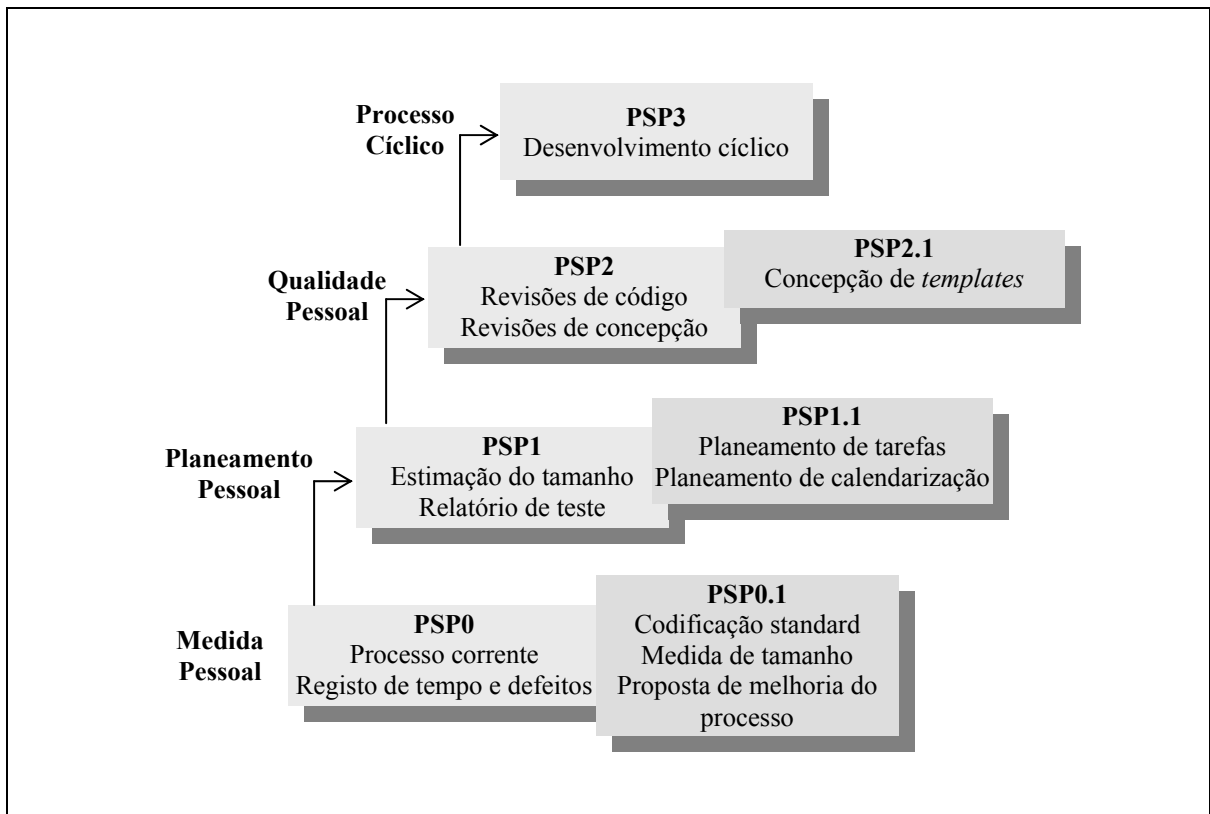 Processo
Cíclico
PSP3
Desenvolvimento cíclico
Qualidade
Pessoal
PSP2
Revisões de código
Revisões de concepção
PSP2.1
Concepção de templates
Planeamento
Pessoal
PSP1
Estimação do tamanho
Relatório de teste
PSP1.1
Planeamento de tarefas
Planeamento de calendarização
Medida
Pessoal
PSP0
Processo corrente
Registo de tempo e defeitos
PSP0.1
Codificação standard
Medida de tamanho
Proposta de melhoria do
processo